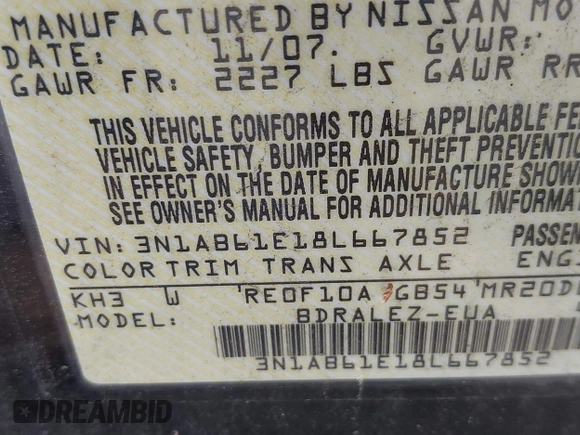 MANUFACTURED BY NISSAN MO
DATE: 11/07. GVWR:
GAWR FR: 2227 LBS GAWR RR
THIS VEHICLE CONFORMS TO ALL APPLICABLE FE
VEHICLE SAFETY, BUMPER AND THEFT PREVENTIO
IN EFFECT ON THE DATE OF MANUFACTURE SHOW
SEE OWNER'S MANUAL FOR ADDITIONAL INFORMAT
VIN: 3N1AB61E18L667852 PASSEN
COLOR TRIM TRANS AXLE ENG
KH3 W RE0F10A GB54 MR20D
MODEL: BDRALEZ-EUA
3N1AB61E18L667852
DREAMBID